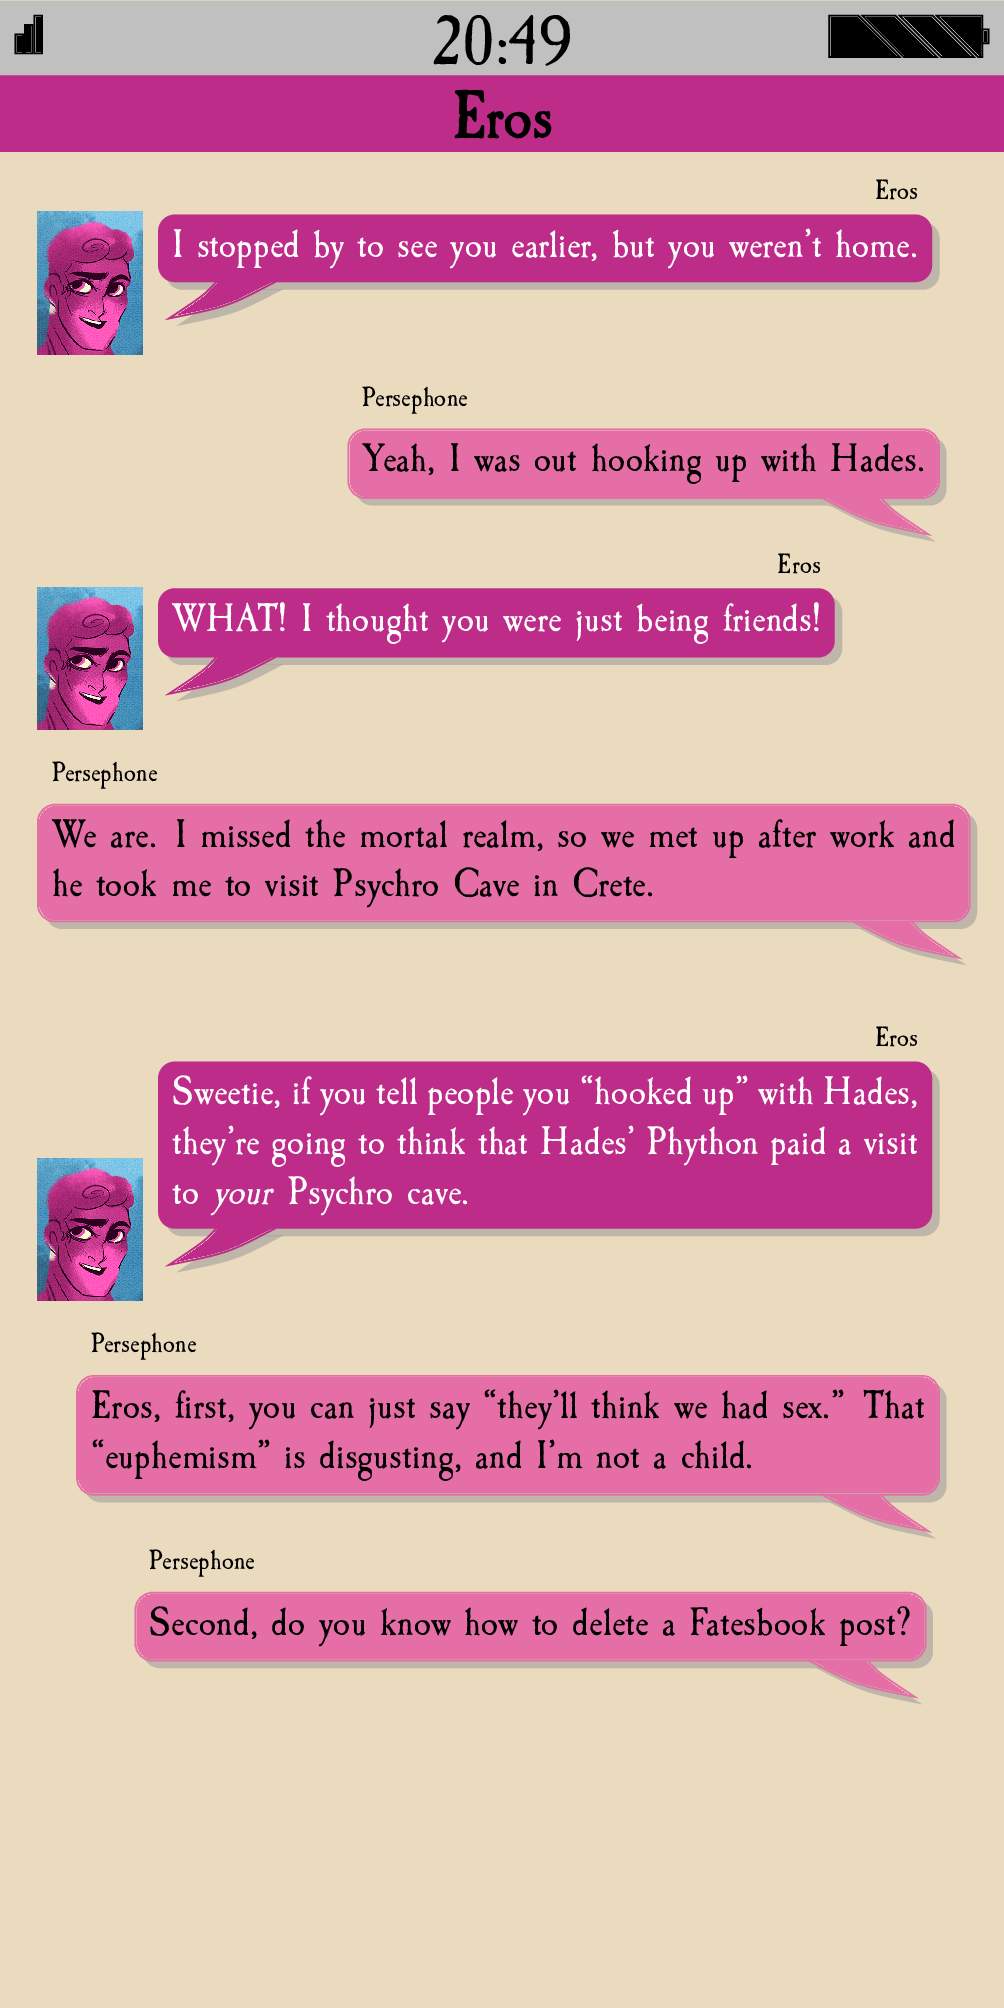 20:49
Eros
Eros
I stopped by to see you earlier, but you weren't home.
Persephone
Yeah, I was out hooking up with Hades.
Eros
WHAT! I thought you were just being friends!
Persephone
We are. I missed the mortal realm, so we met up after work and
he took me to visit Psychro Cave in Crete.
Eros
Sweetie, if you tell people you “hooked up” with Hades,
they're going to think that Hades' Phython paid a visit
to your Psychro cave.
Persephone
Eros, first, you can just say “they'll think we had sex.” That
“euphemism” is disgusting, and I'm not a child.
Persephone
Second, do you know how to delete a Fatesbook post?